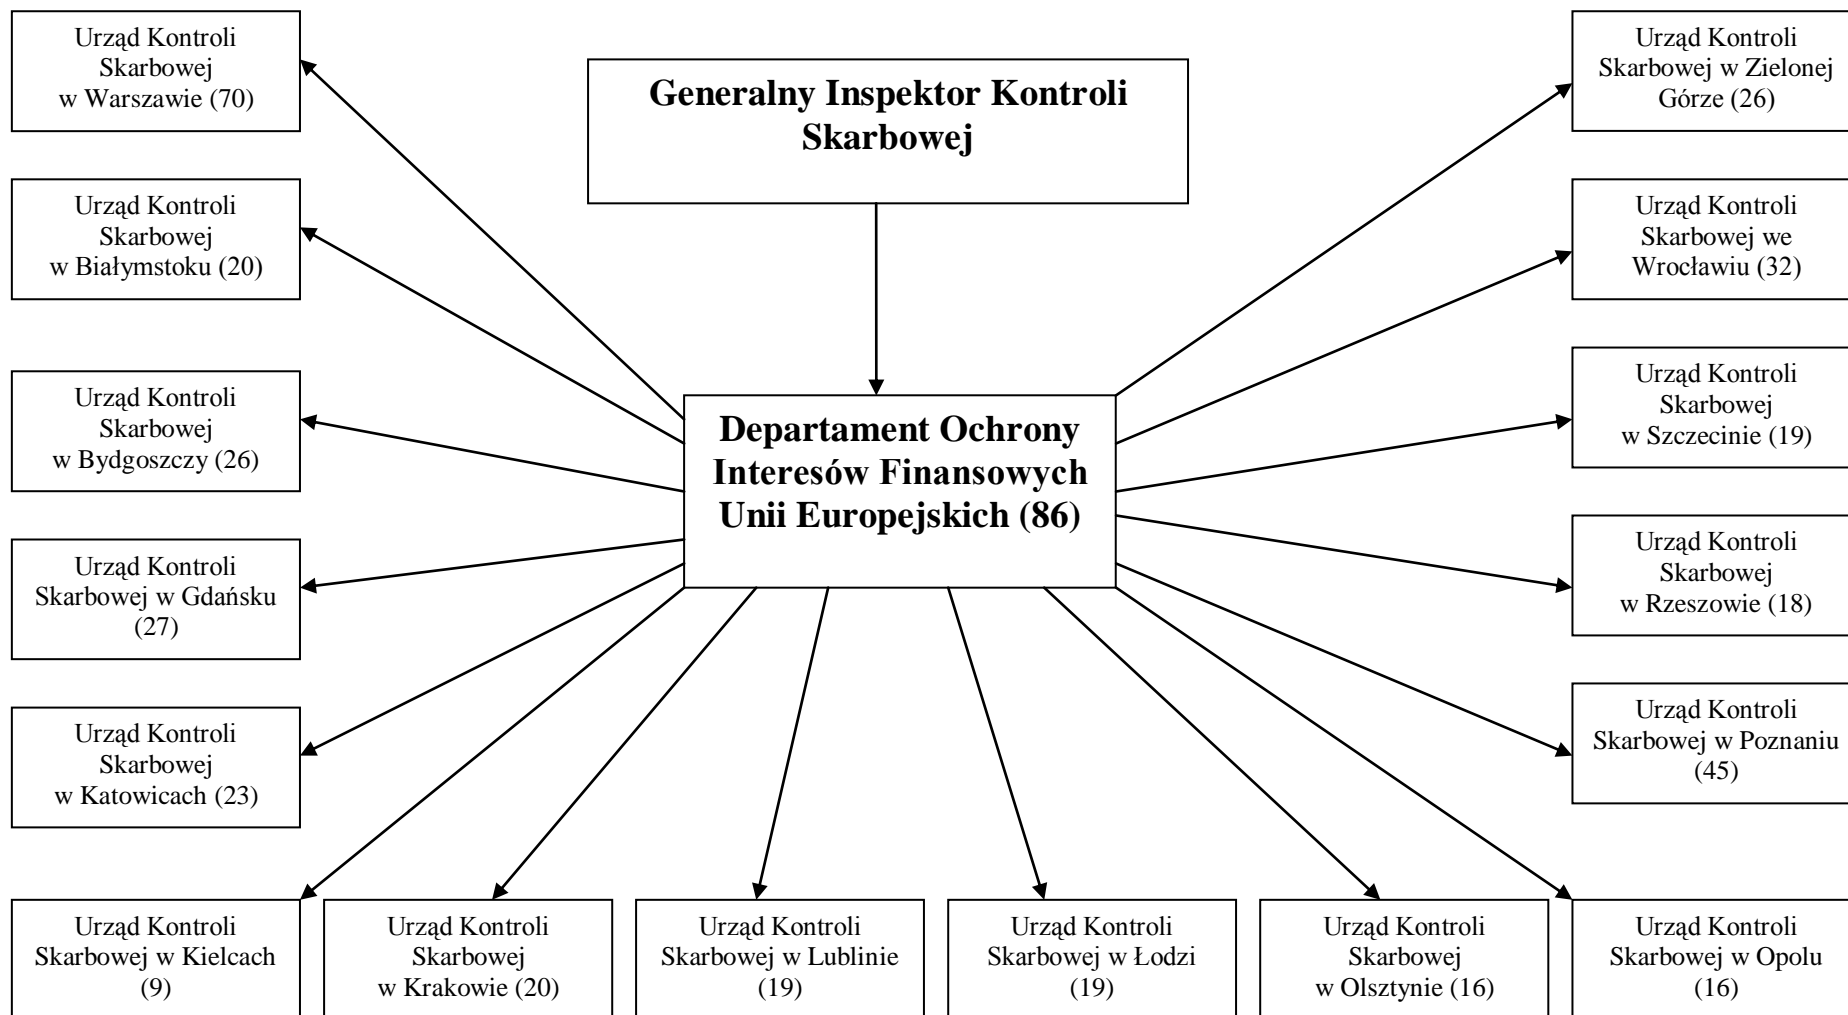 Urząd Kontroli
Skarbowej
w Warszawie (70)
Generalny Inspektor Kontroli
Skarbowej
Urząd Kontroli
Skarbowej w Zielonej
Górze (26)
Urząd Kontroli
Skarbowej
w Białymstoku (20)
Urząd Kontroli
Skarbowej we
Wrocławiu (32)
Urząd Kontroli
Skarbowej
w Bydgoszczy (26)
Departament Ochrony
Interesów Finansowych
Unii Europejskich (86)
Urząd Kontroli
Skarbowej
w Szczecinie (19)
Urząd Kontroli
Skarbowej w Gdańsku
(27)
Urząd Kontroli
Skarbowej
w Rzeszowie (18)
Urząd Kontroli
Skarbowej
w Katowicach (23)
Urząd Kontroli
Skarbowej w Poznaniu
(45)
Urząd Kontroli
Skarbowej w Kielcach
(9)
Urząd Kontroli
Skarbowej
w Krakowie (20)
Urząd Kontroli
Skarbowej w Lublinie
(19)
Urząd Kontroli
Skarbowej w Łodzi
(19)
Urząd Kontroli
Skarbowej
w Olsztynie (16)
Urząd Kontroli
Skarbowej w Opolu
(16)